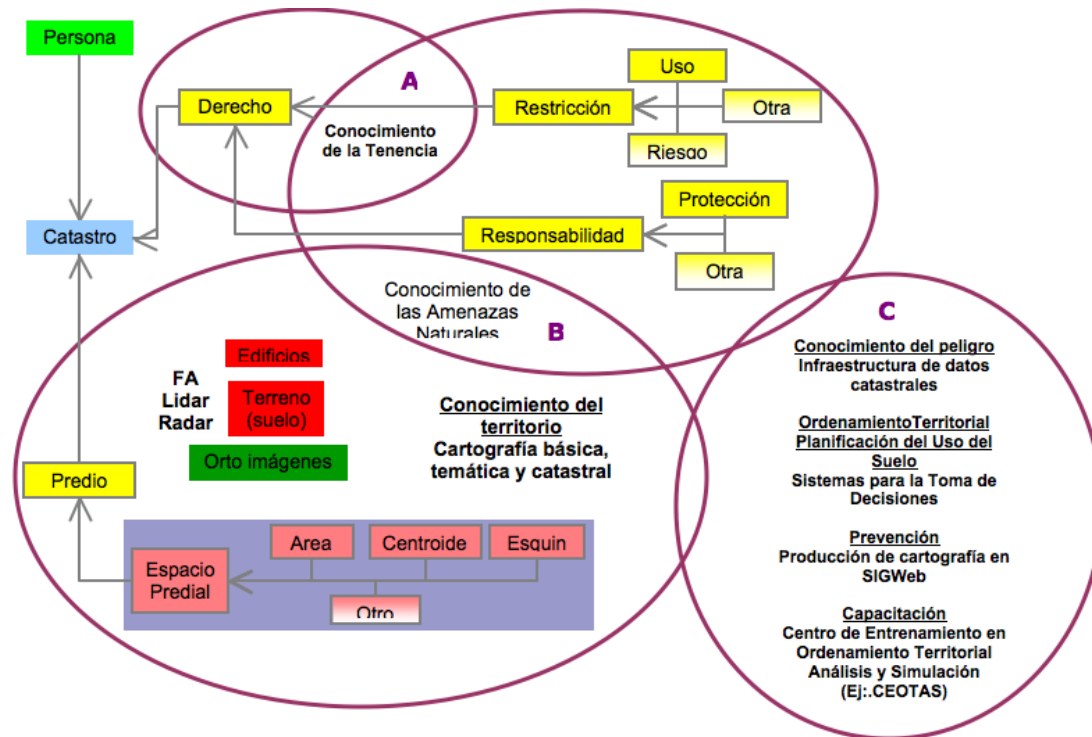 Persona
A
Uso
Derecho
Restricción
Otra
Conocimiento
de la Tenencia
Riesgo
Protección
Catastro
Responsabilidad
Otra
Conocimiento de
las Amenazas
Naturales
B
C
Conocimiento del peligro
Infraestructura de datos
catastrales
OrdenamientoTerritorial
Planificación del Uso del
Suelo
Sistemas para la Toma de
Decisiones
Prevención
Producción de cartografía en
SIGWeb
Capacitación
Centro de Entrenamiento en
Ordenamiento Territorial
Análisis y Simulación
(Ej:.CEOTAS)
Edificios
FA
Lidar
Radar
Terreno
(suelo)
Orto imágenes
Conocimiento del
territorio
Cartografía básica,
temática y catastral
Predio
Espacio
Predial
Area
Centroide
Esquin
Otro